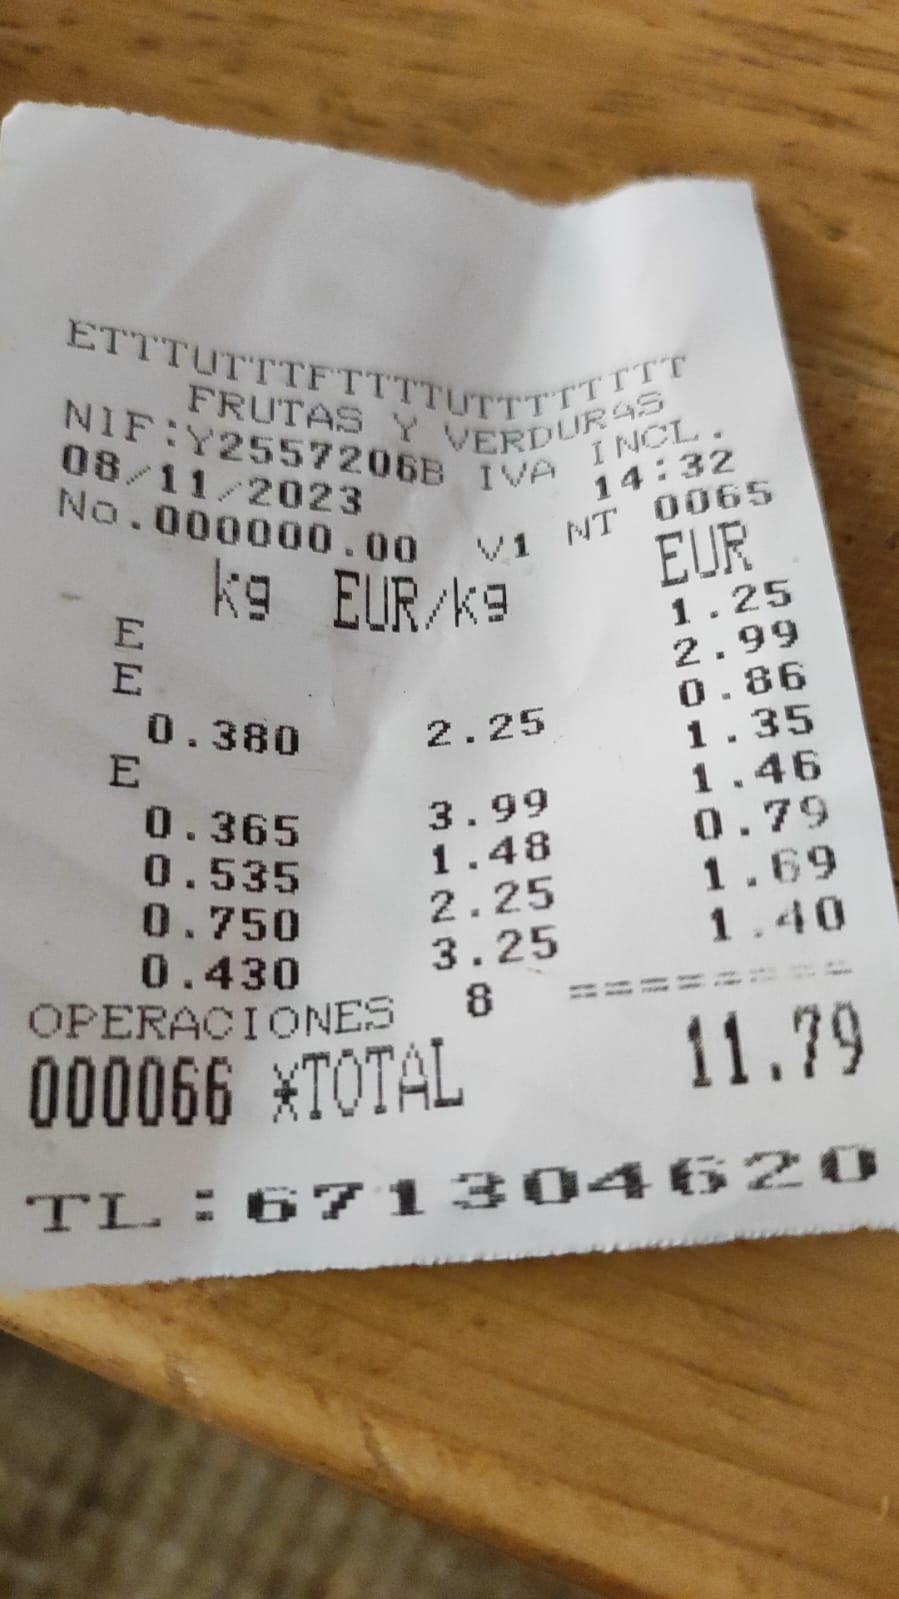 ETTTUTTTFTTTTUTTTTTTTT
FRUTAS Y VERDURAS
NIF:Y2557206B IVA INCL.
08/11/2023 14:32
No.000000.00 V1 NT 0065
kg EUR/kg EUR
E 1.25
E 2.99
0.380 2.25 0.86
E 1.35
0.365 3.99 1.46
0.535 1.48 0.79
0.750 2.25 1.69
0.430 3.25 1.40
OPERACIONES 8 ========
000066 *TOTAL 11.79
TL:671304620